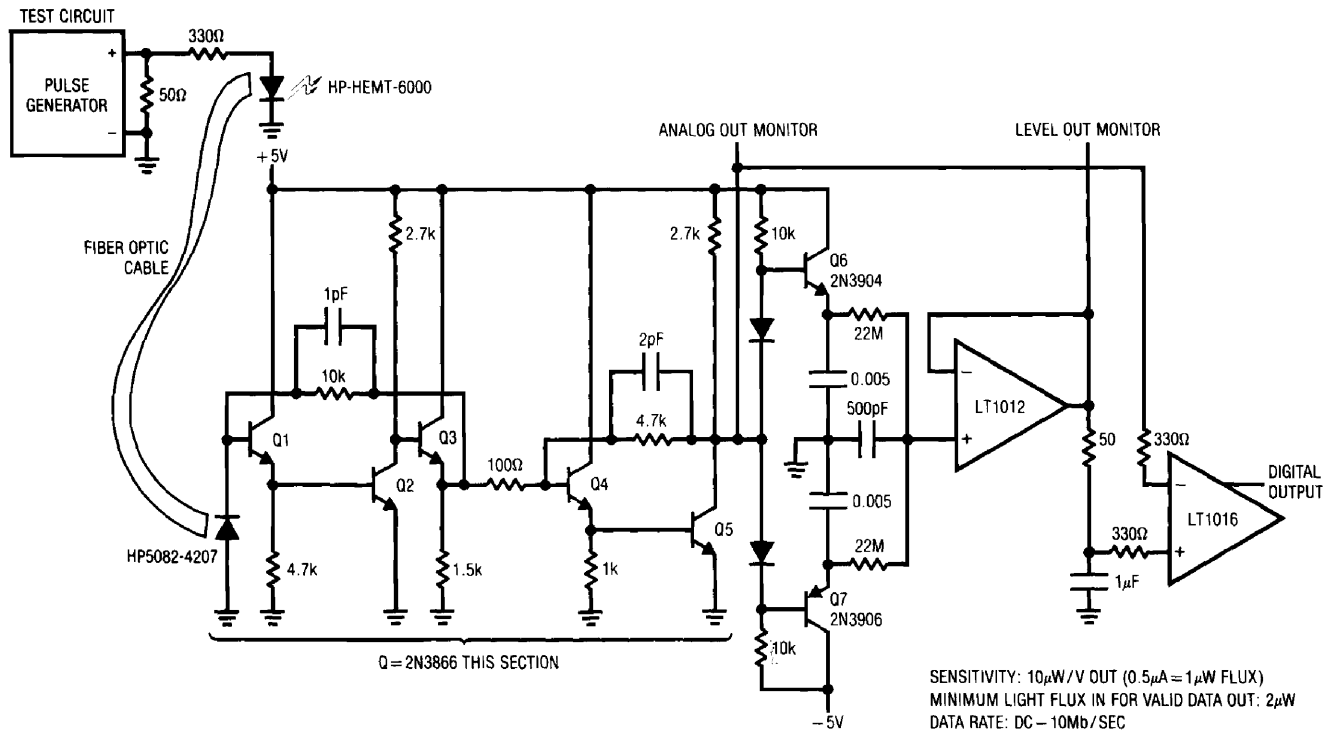 TEST CIRCUIT
PULSE
GENERATOR
+
−
50Ω
330Ω
HP-HEMT-6000
+5V
FIBER OPTIC
CABLE
HP5082-4207
1pF
10k
Q1
4.7k
2.7k
Q2
Q3
1.5k
100Ω
2pF
4.7k
Q4
1k
2.7k
Q5
Q=2N3866 THIS SECTION
ANALOG OUT MONITOR
10k
Q6
2N3904
22M
0.005
500pF
0.005
22M
Q7
2N3906
10k
−5V
LEVEL OUT MONITOR
−
+
LT1012
50
330Ω
330Ω
1µF
−
+
LT1016
DIGITAL
OUTPUT
SENSITIVITY: 10µW/V OUT (0.5µA=1µW FLUX)
MINIMUM LIGHT FLUX IN FOR VALID DATA OUT: 2µW
DATA RATE: DC−10Mb/SEC